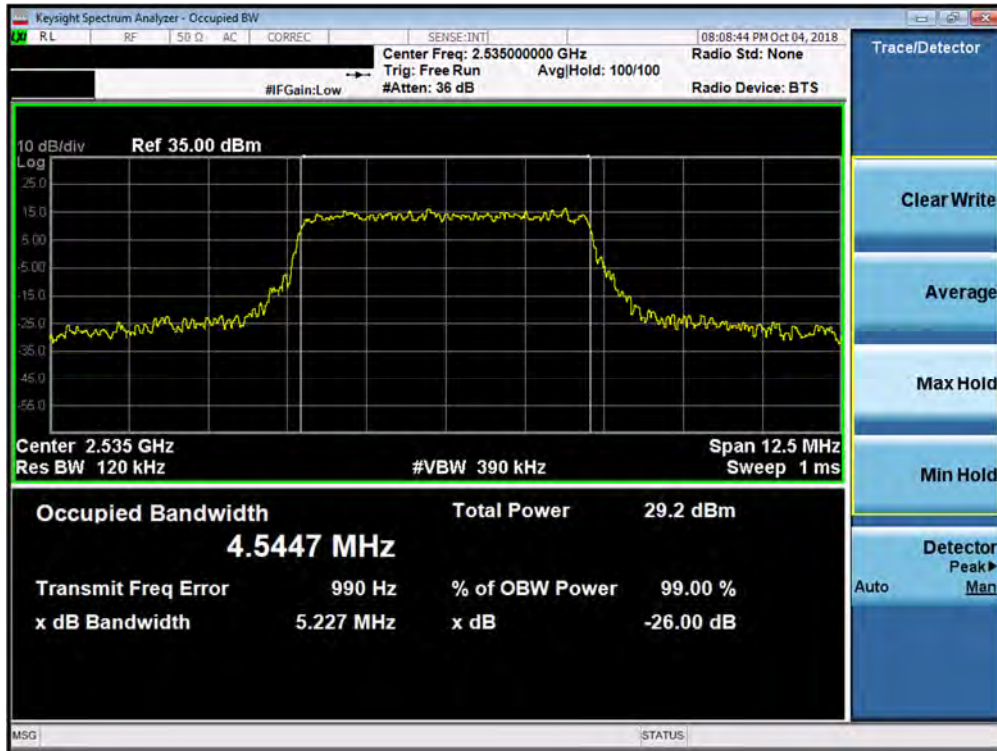 Keysight Spectrum Analyzer - Occupied BW
LXI RL RF 50 Ω AC CORREC SENSE:INT 08:08:44 PM Oct 04, 2018
Center Freq: 2.535000000 GHz Radio Std: None
Trig: Free Run Avg|Hold: 100/100
#IFGain:Low #Atten: 36 dB Radio Device: BTS
10 dB/div Ref 35.00 dBm
Log
25.0
15.0
5.00
-5.00
-15.0
-25.0
-35.0
-45.0
-55.0
Center 2.535 GHz Span 12.5 MHz
Res BW 120 kHz #VBW 390 kHz Sweep 1 ms
Occupied Bandwidth Total Power 29.2 dBm
4.5447 MHz
Transmit Freq Error 990 Hz % of OBW Power 99.00 %
x dB Bandwidth 5.227 MHz x dB -26.00 dB
MSG STATUS
Trace/Detector
Clear Write
Average
Max Hold
Min Hold
Detector
Peak
Auto Man